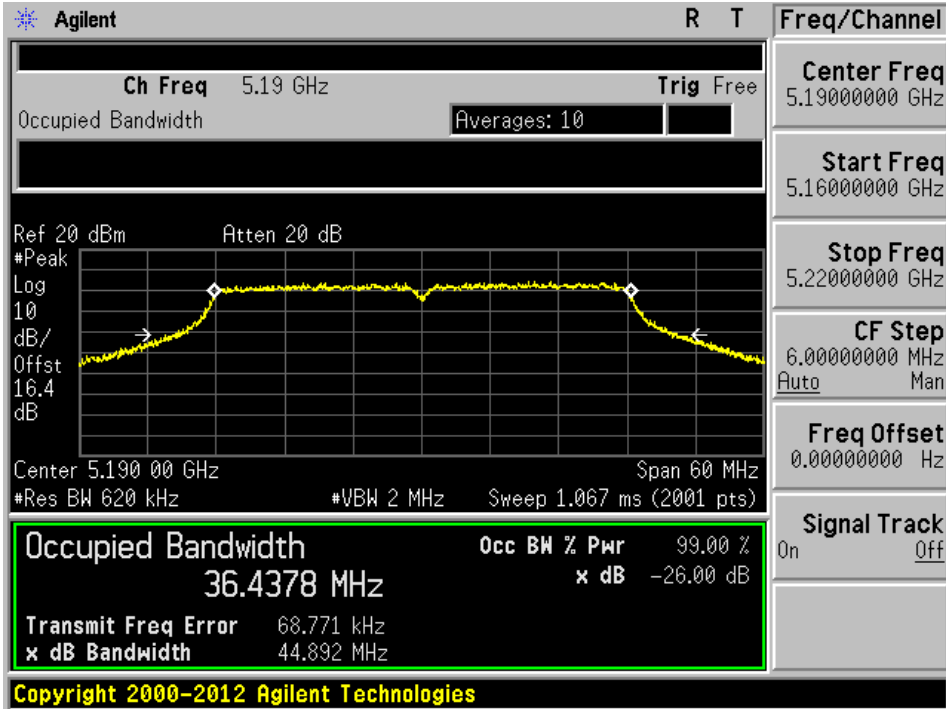 Agilent
R T
Freq/Channel
Ch Freq 5.19 GHz
Trig Free
Occupied Bandwidth
Averages: 10
Center Freq
5.19000000 GHz
Start Freq
5.16000000 GHz
Stop Freq
5.22000000 GHz
CF Step
6.00000000 MHz
Auto Man
Freq Offset
0.00000000 Hz
Signal Track
On Off
Ref 20 dBm
Atten 20 dB
#Peak
Log
10
dB/
Offst
16.4
dB
Center 5.190 00 GHz
Span 60 MHz
#Res BW 620 kHz
#VBW 2 MHz
Sweep 1.067 ms (2001 pts)
Occupied Bandwidth
36.4378 MHz
Occ BW % Pwr 99.00 %
x dB -26.00 dB
Transmit Freq Error 68.771 kHz
x dB Bandwidth 44.892 MHz
Copyright 2000-2012 Agilent Technologies